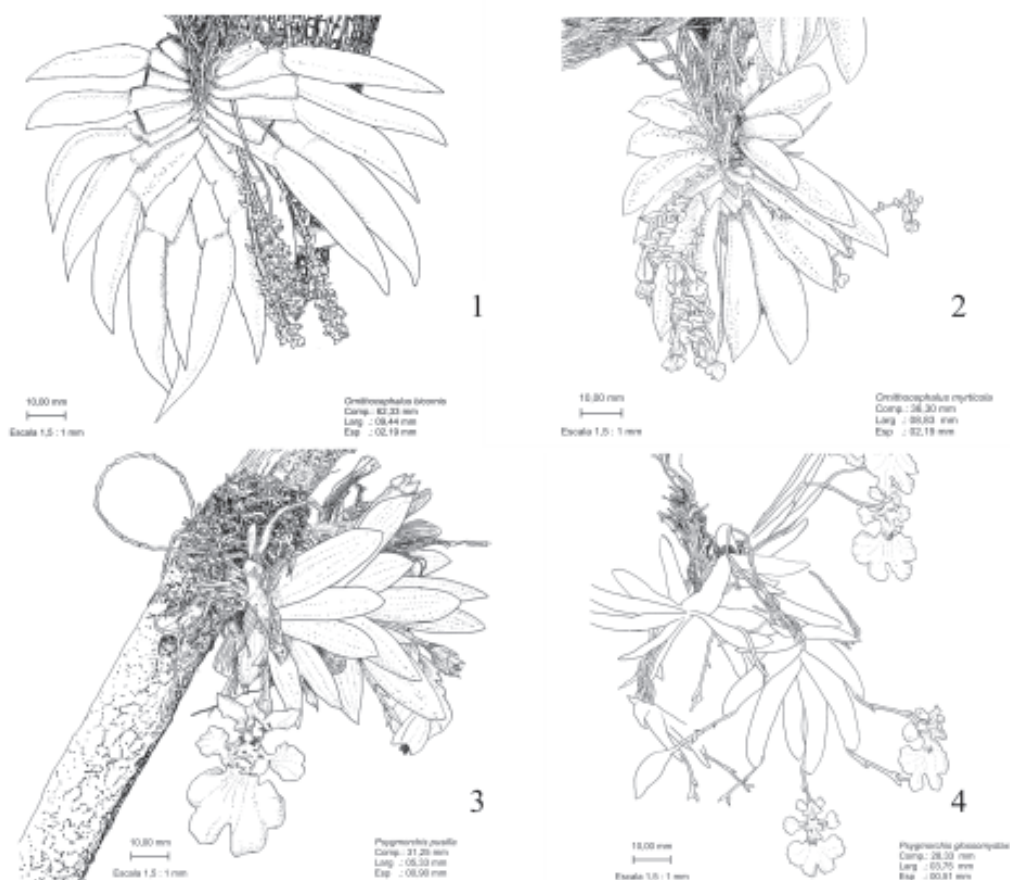 1
10,00 mm
Escala 1,5 : 1 mm
Ornithocephalus bicornis
Comp.: 62,33 mm
Larg .: 09,44 mm
Esp .: 02,19 mm
2
10,00 mm
Escala 1,5 : 1 mm
Ornithocephalus myrticola
Comp.: 36,30 mm
Larg .: 08,83 mm
Esp .: 02,19 mm
3
10,00 mm
Escala 1,5 : 1 mm
Psygmorchis pusilla
Comp.: 31,25 mm
Larg .: 05,33 mm
Esp .: 00,90 mm
4
10,00 mm
Escala 1,5 : 1 mm
Psygmorchis glossomystax
Comp.: 28,33 mm
Larg .: 03,75 mm
Esp .: 00,81 mm